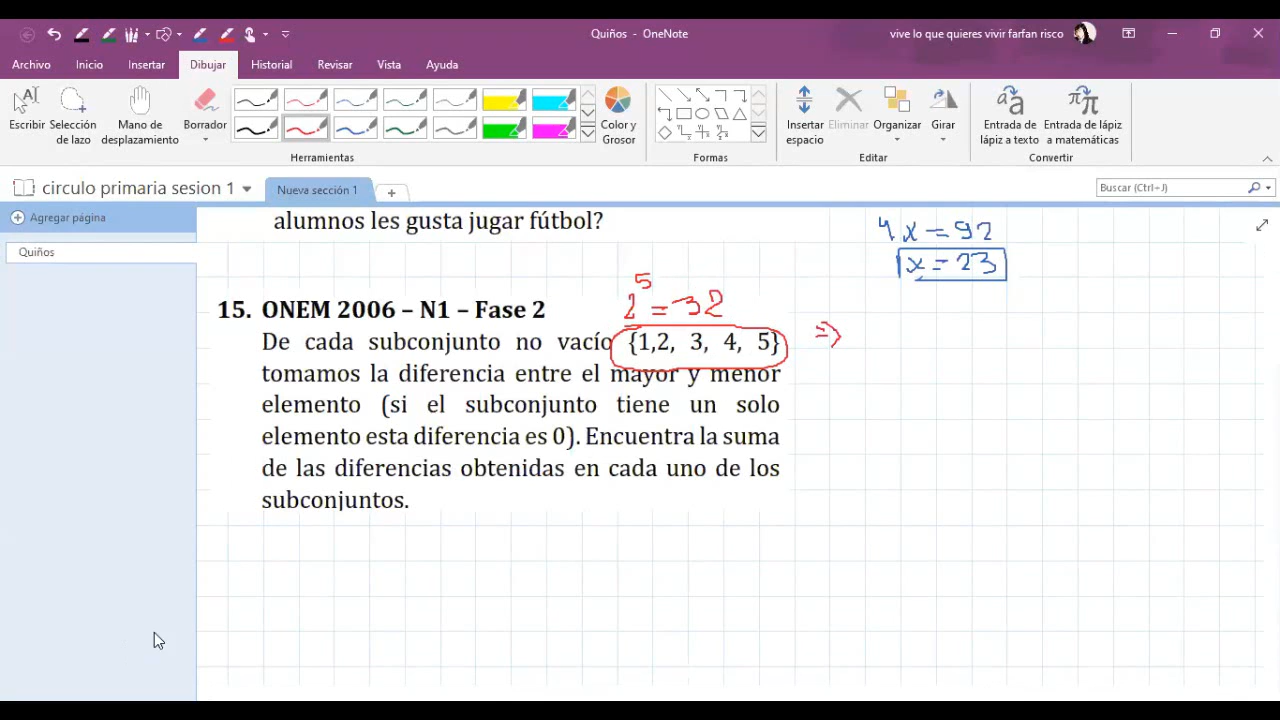 Quiños - OneNote
vive lo que quieres vivir farfan risco
Archivo Inicio Insertar Dibujar Historial Revisar Vista Ayuda
Escribir Selección de lazo Mano de desplazamiento Borrador Color y Grosor Insertar espacio Eliminar Organizar Girar Entrada de lápiz a texto Entrada de lápiz a matemáticas
Herramientas Formas Editar Convertir
circulo primaria sesion 1 Nueva sección 1 Buscar (Ctrl+J)
Agregar página
Quiños
alumnos les gusta jugar fútbol?
4x = 92
x = 23
2^5 = 32
15. ONEM 2006 – N1 – Fase 2
De cada subconjunto no vacío {1,2, 3, 4, 5} =>
tomamos la diferencia entre el mayor y menor
elemento (si el subconjunto tiene un solo
elemento esta diferencia es 0). Encuentra la suma
de las diferencias obtenidas en cada uno de los
subconjuntos.